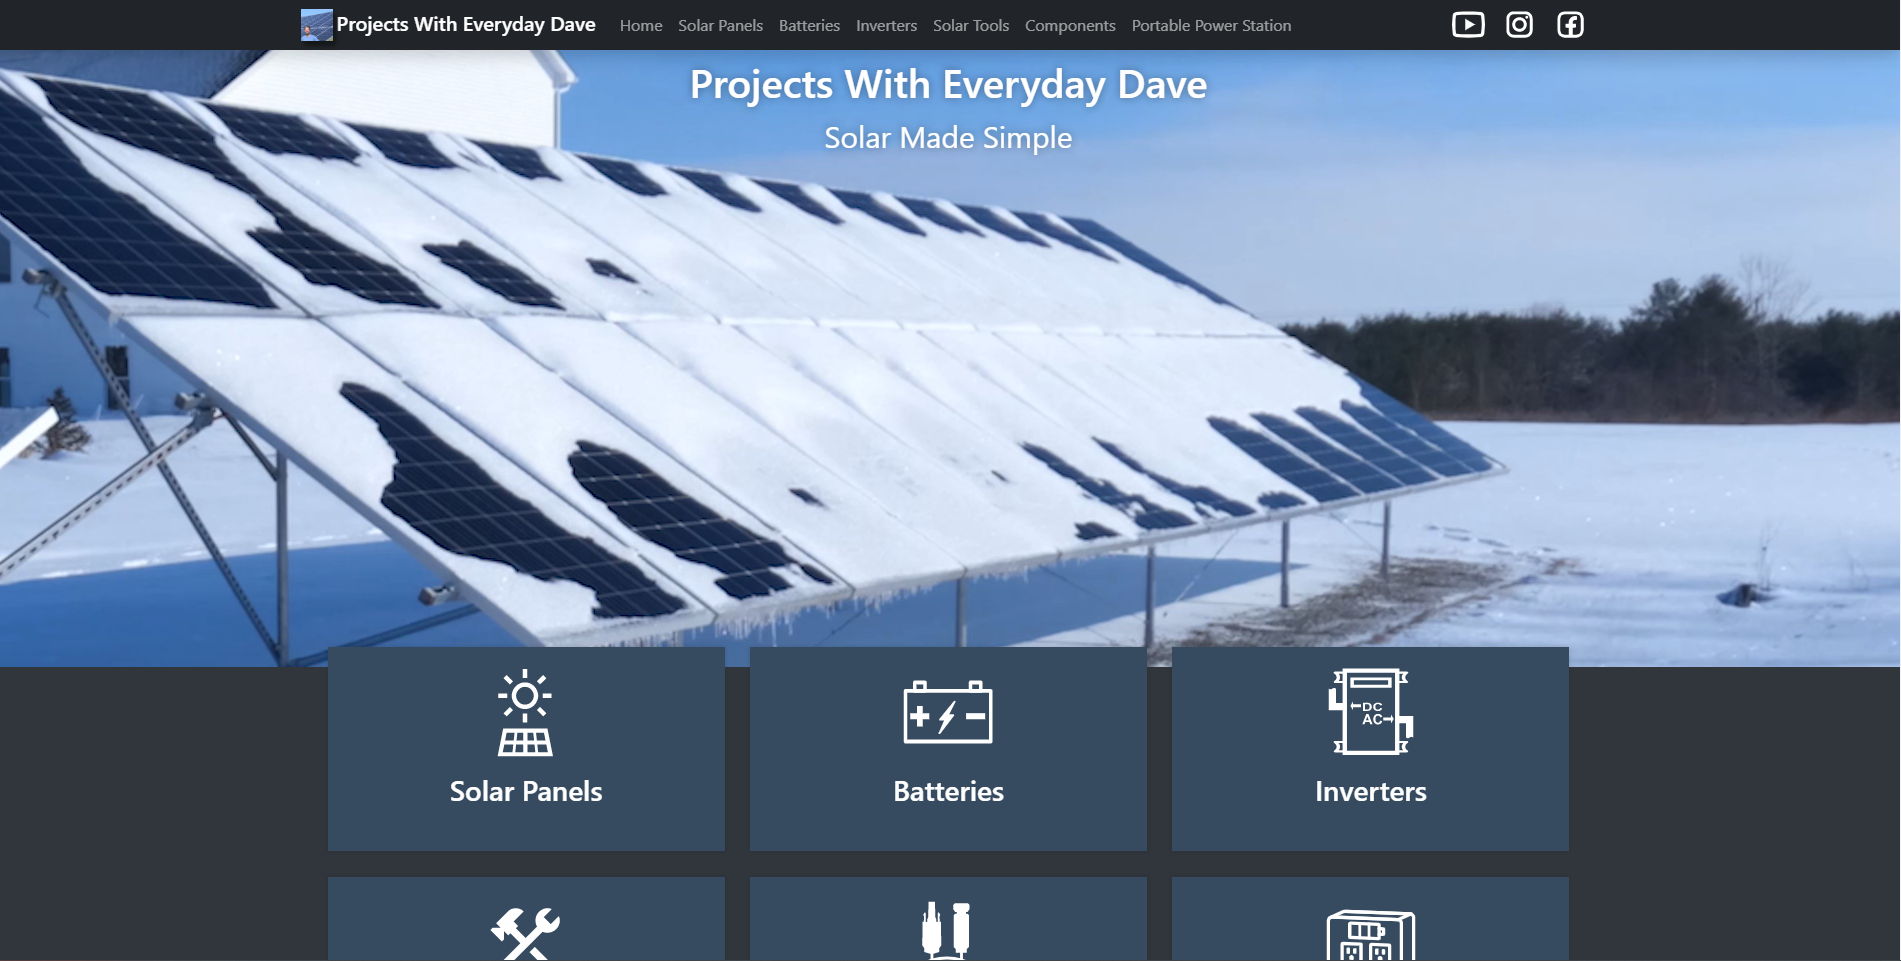 Projects With Everyday Dave Home Solar Panels Batteries Inverters Solar Tools Components Portable Power Station
Projects With Everyday Dave
Solar Made Simple
DC
AC
Solar Panels
Batteries
Inverters